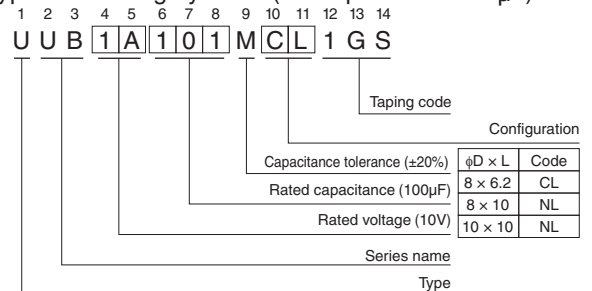 1 2 3 4 5 6 7 8 9 10 11 12 13 14
U U B 1 A 1 0 1 M C L 1 G S
Taping code
Configuration
Capacitance tolerance (±20%)
Rated capacitance (100µF)
Rated voltage (10V)
Series name
Type
ϕD × L Code
8 × 6.2 CL
8 × 10 NL
10 × 10 NL